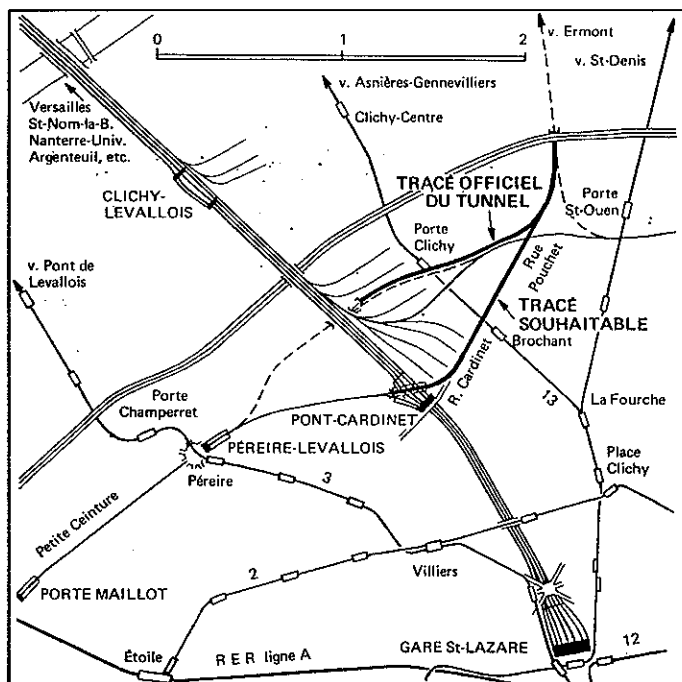 0
1
2
v. Ermont
v. St-Denis
v. Asnières-Gennevilliers
Clichy-Centre
Versailles
St-Nom-la-B.
Nanterre-Univ.
Argenteuil, etc.
CLICHY-
LEVALLOIS
TRACÉ OFFICIEL
DU TUNNEL
Porte
St-Ouen
Porte
Clichy
Rue Pouchet
v. Pont de
Levallois
TRACÉ
SOUHAITABLE
Brochant
R. Cardinet
13
Porte
Champerret
PONT-CARDINET
La Fourche
PÉREIRE-LEVALLOIS
Place
Clichy
Péreire
3
Petite Ceinture
2
Villiers
PORTE MAILLOT
Étoile
RER ligne A
GARE St-LAZARE
12